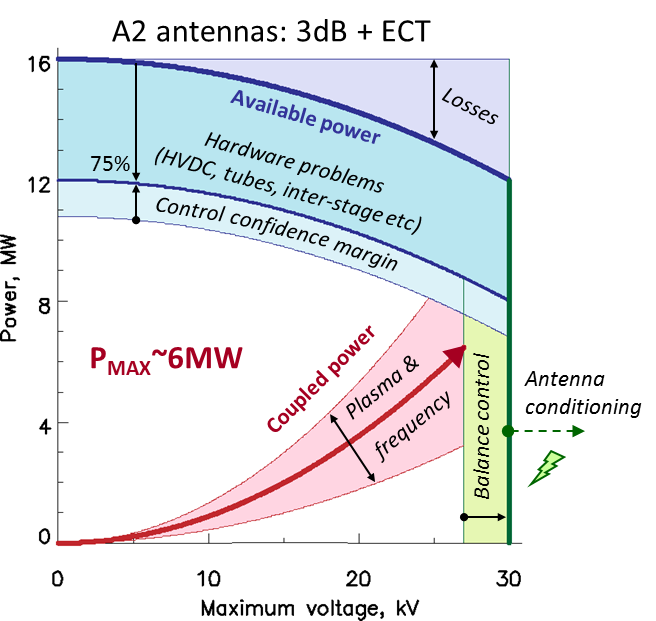 A2 antennas: 3dB + ECT
16
12
8
4
0
Power, MW
Available power
Losses
75%
Hardware problems
(HVDC, tubes, inter-stage etc)
Control confidence margin
P_MAX~6MW
Coupled power
Plasma &
frequency
Balance control
Antenna
conditioning
0
10
20
30
Maximum voltage, kV